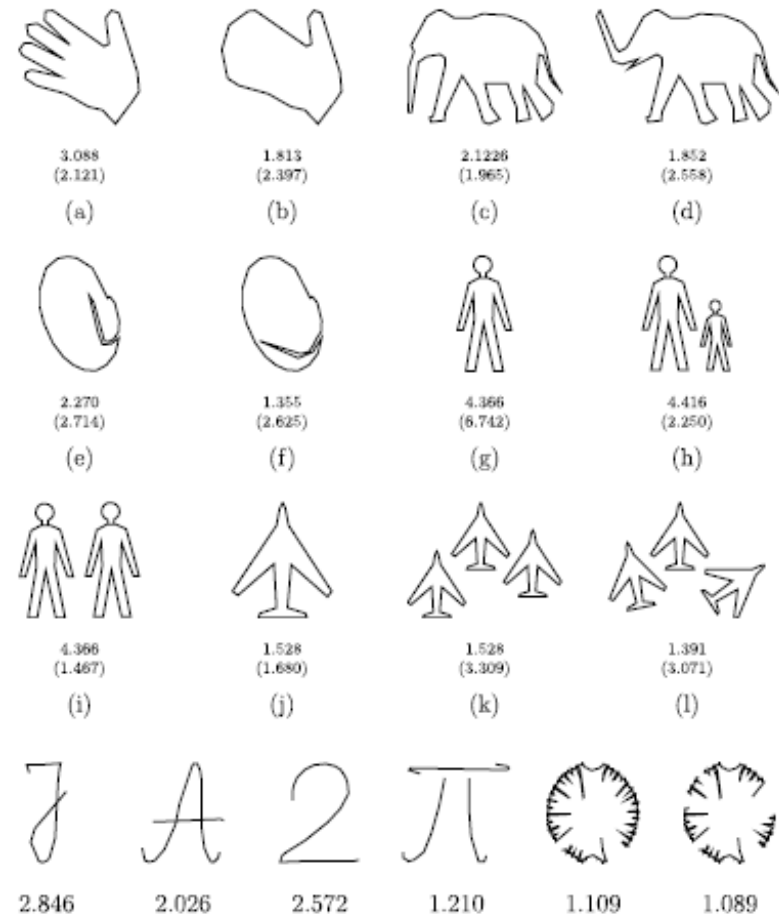 3.088 1.813 2.1226 1.852
(2.121) (2.397) (1.965) (2.558)
(a) (b) (c) (d)
2.270 1.355 4.366 4.416
(2.714) (2.625) (6.742) (2.250)
(e) (f) (g) (h)
4.366 1.528 1.528 1.391
(1.467) (1.680) (3.309) (3.071)
(i) (j) (k) (l)
J A 2 π
2.846 2.026 2.572 1.210 1.109 1.089